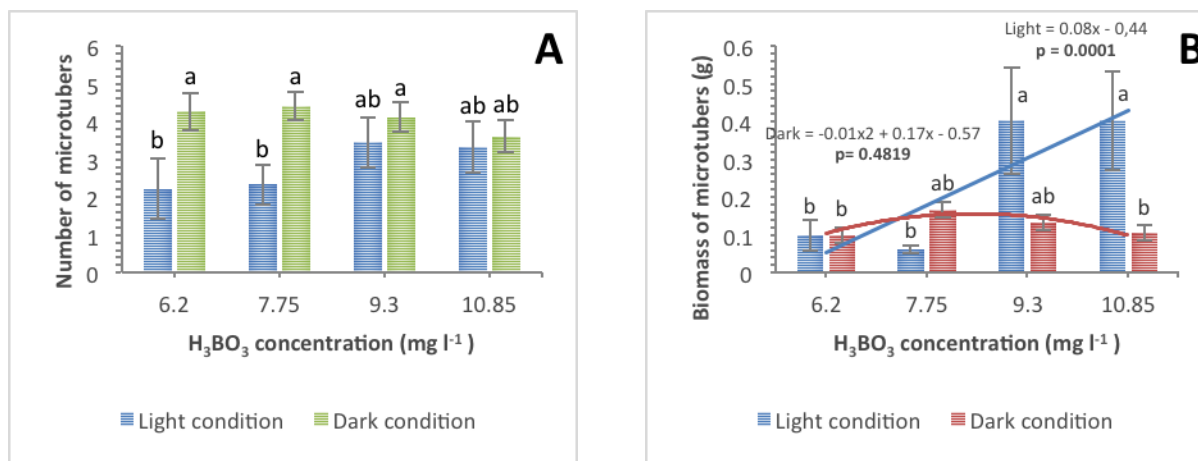 A
Number of microtubers
6
5
4
3
2
1
0
b
a
b
a
ab
a
ab
ab
6.2
7.75
9.3
10.85
H₃BO₃ concentration (mg l⁻¹ )
Light condition
Dark condition
B
Light = 0.08x - 0,44
p = 0.0001
Dark = -0.01x2 + 0.17x - 0.57
p= 0.4819
Biomass of microtubers (g)
0.6
0.5
0.4
0.3
0.2
0.1
0
b
b
b
ab
a
ab
a
b
6.2
7.75
9.3
10.85
H₃BO₃ concentration (mg l⁻¹ )
Light condition
Dark condition